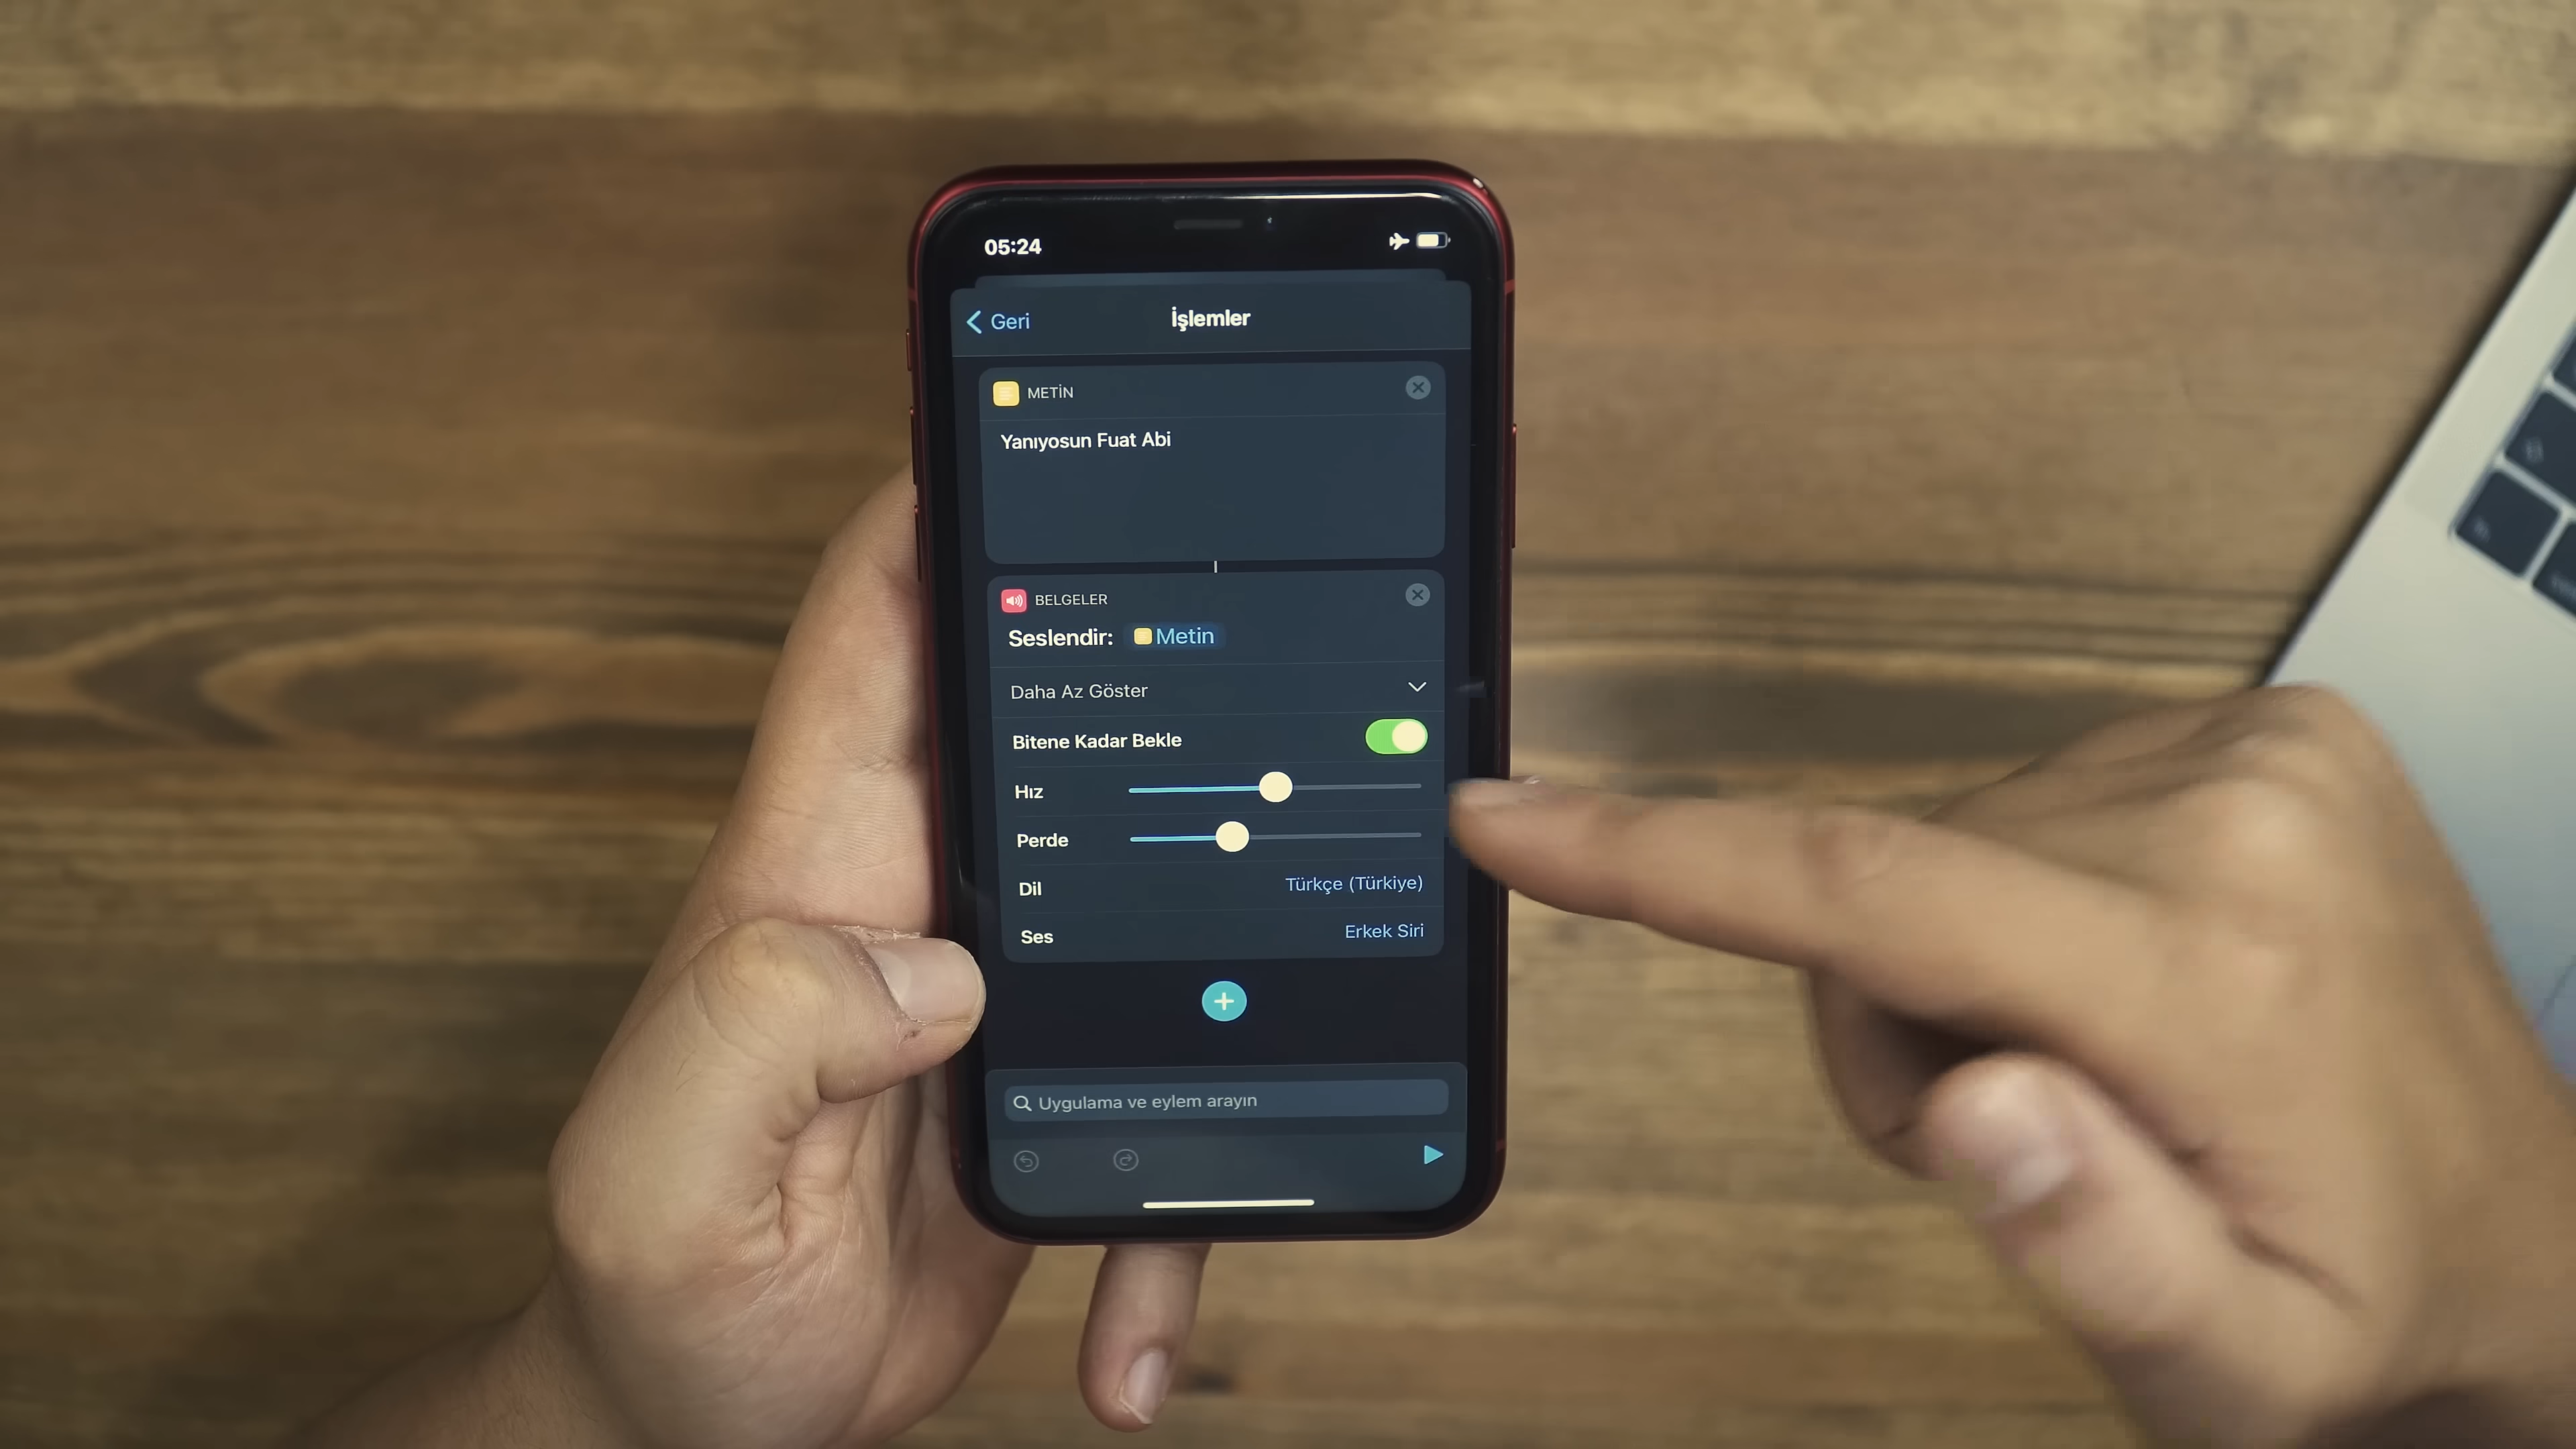 05:24
Geri
İşlemler
METİN
Yanıyosun Fuat Abi
BELGELER
Seslendir: Metin
Daha Az Göster
Bitene Kadar Bekle
Hız
Perde
Dil Türkçe (Türkiye)
Ses Erkek Siri
Uygulama ve eylem arayın